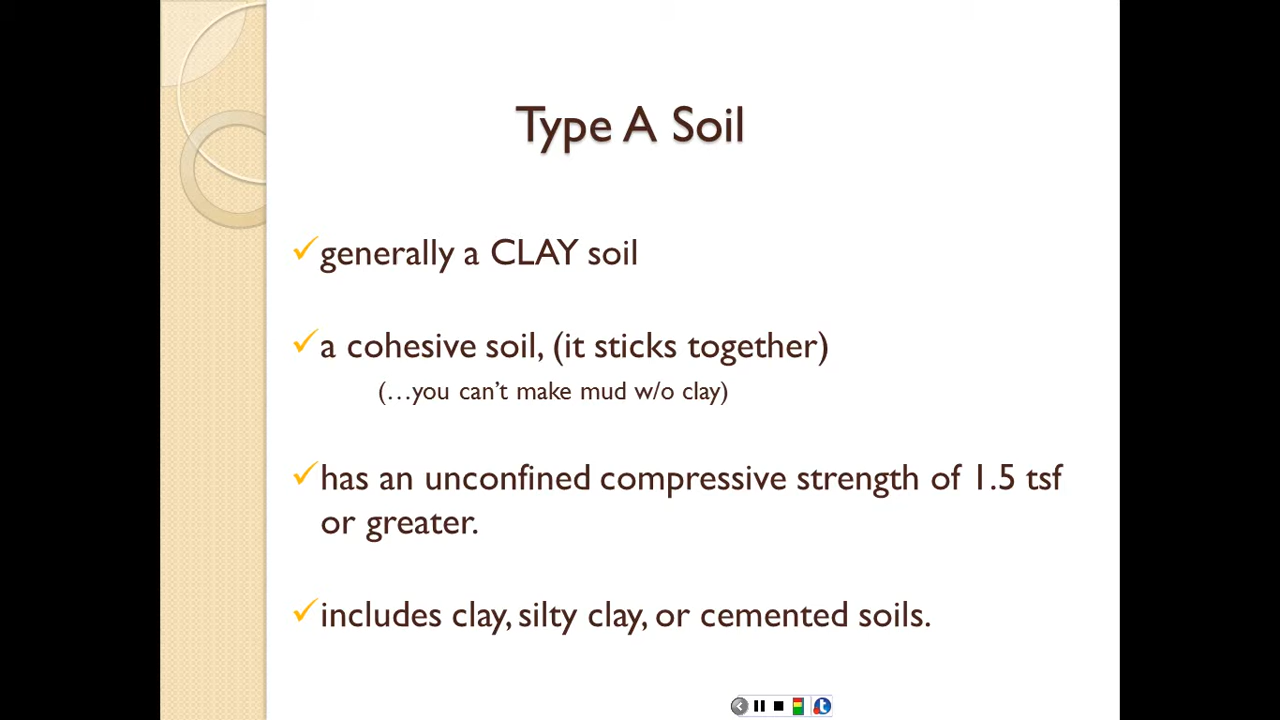 Type A Soil
generally a CLAY soil
a cohesive soil, (it sticks together)
(…you can't make mud w/o clay)
has an unconfined compressive strength of 1.5 tsf
or greater.
includes clay, silty clay, or cemented soils.
t